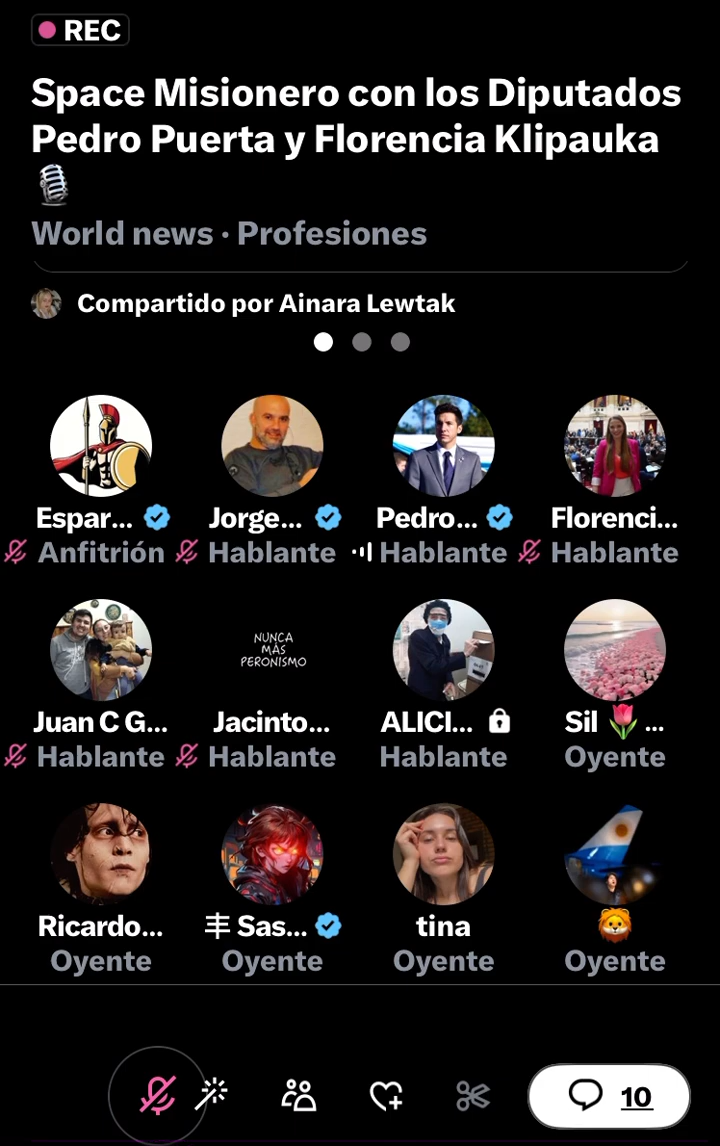 REC
Space Misionero con los Diputados
Pedro Puerta y Florencia Klipauka
🎙️
World news · Profesiones
Compartido por Ainara Lewtak
Espar... Jorge... Pedro... Florenci...
Anfitrión Hablante Hablante Hablante
NUNCA
MÁS
PERONISMO
Juan C G... Jacinto... ALICI... 🔒 Sil 🌷 ...
Hablante Hablante Hablante Oyente
Ricardo... 丰 Sas... tina 🦁
Oyente Oyente Oyente Oyente
10